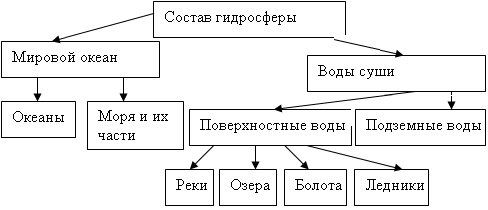 Состав гидросферы
Мировой океан
Воды суши
Океаны
Моря и их
части
Поверхностные воды
Подземные воды
Реки
Озера
Болота
Ледники